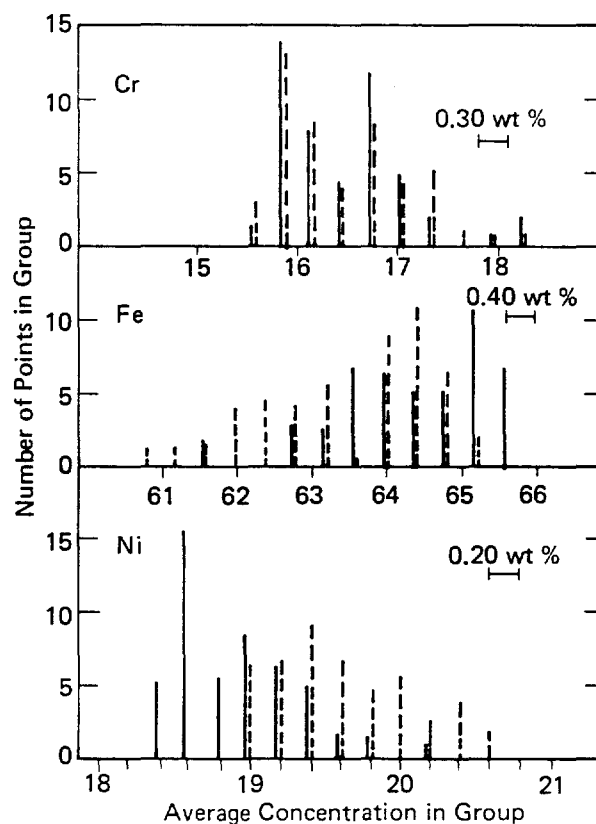 Number of Points in Group
15
10
5
0
Cr
0.30 wt %
15 16 17 18
10
5
0
Fe
0.40 wt %
61 62 63 64 65 66
15
10
5
0
Ni
0.20 wt %
18 19 20 21
Average Concentration in Group